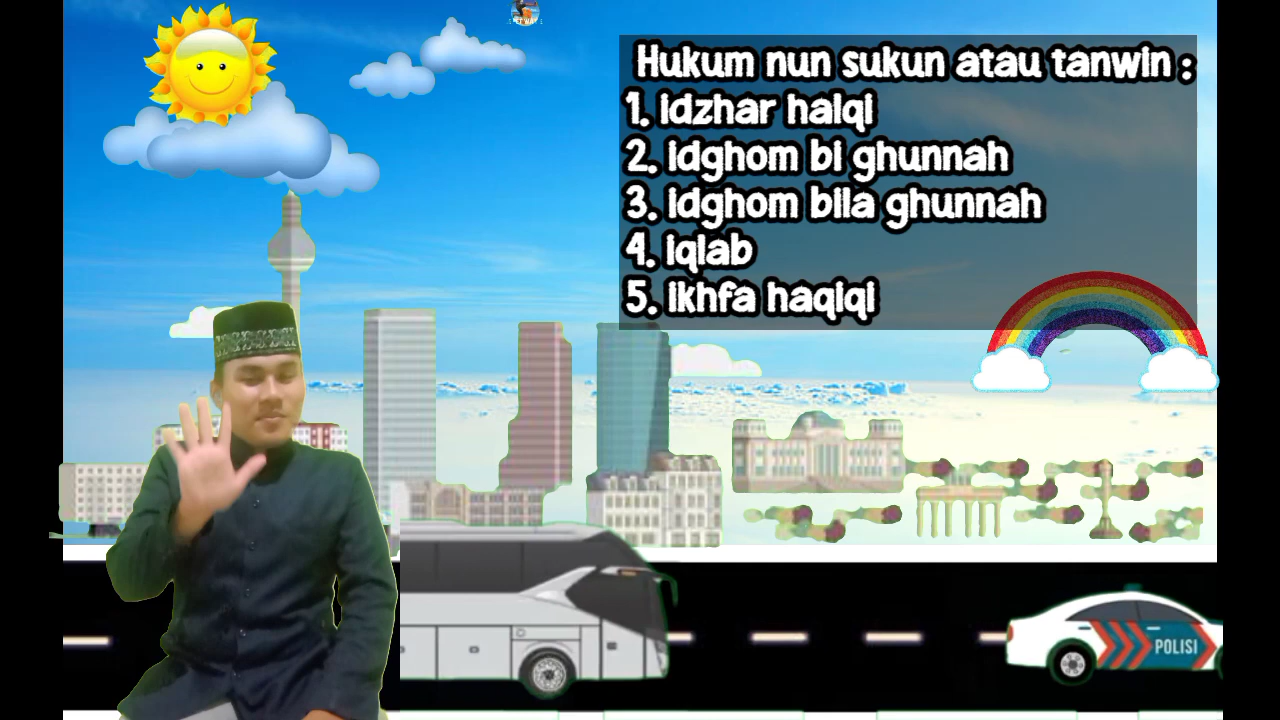 Hukum nun sukun atau tanwin :
1. idzhar halqi
2. idghom bi ghunnah
3. idghom bila ghunnah
4. iqlab
5. ikhfa haqiqi
POLISI